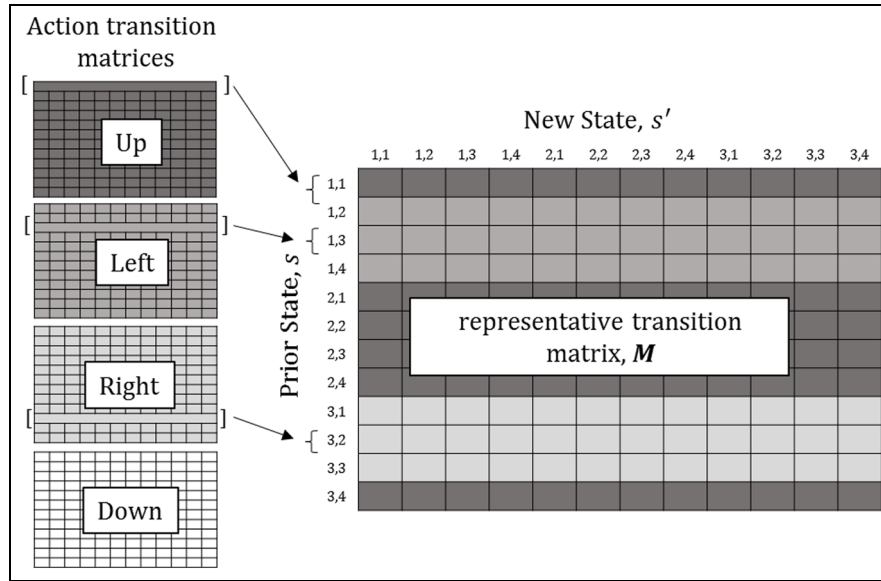 Action transition
matrices
[ ]
Up
[ ]
Left
Right
[ ]
Down
New State, s′
1,1 1,2 1,3 1,4 2,1 2,2 2,3 2,4 3,1 3,2 3,3 3,4
Prior State, s
1,1
1,2
1,3
1,4
2,1
2,2
2,3
2,4
3,1
3,2
3,3
3,4
representative transition
matrix, M